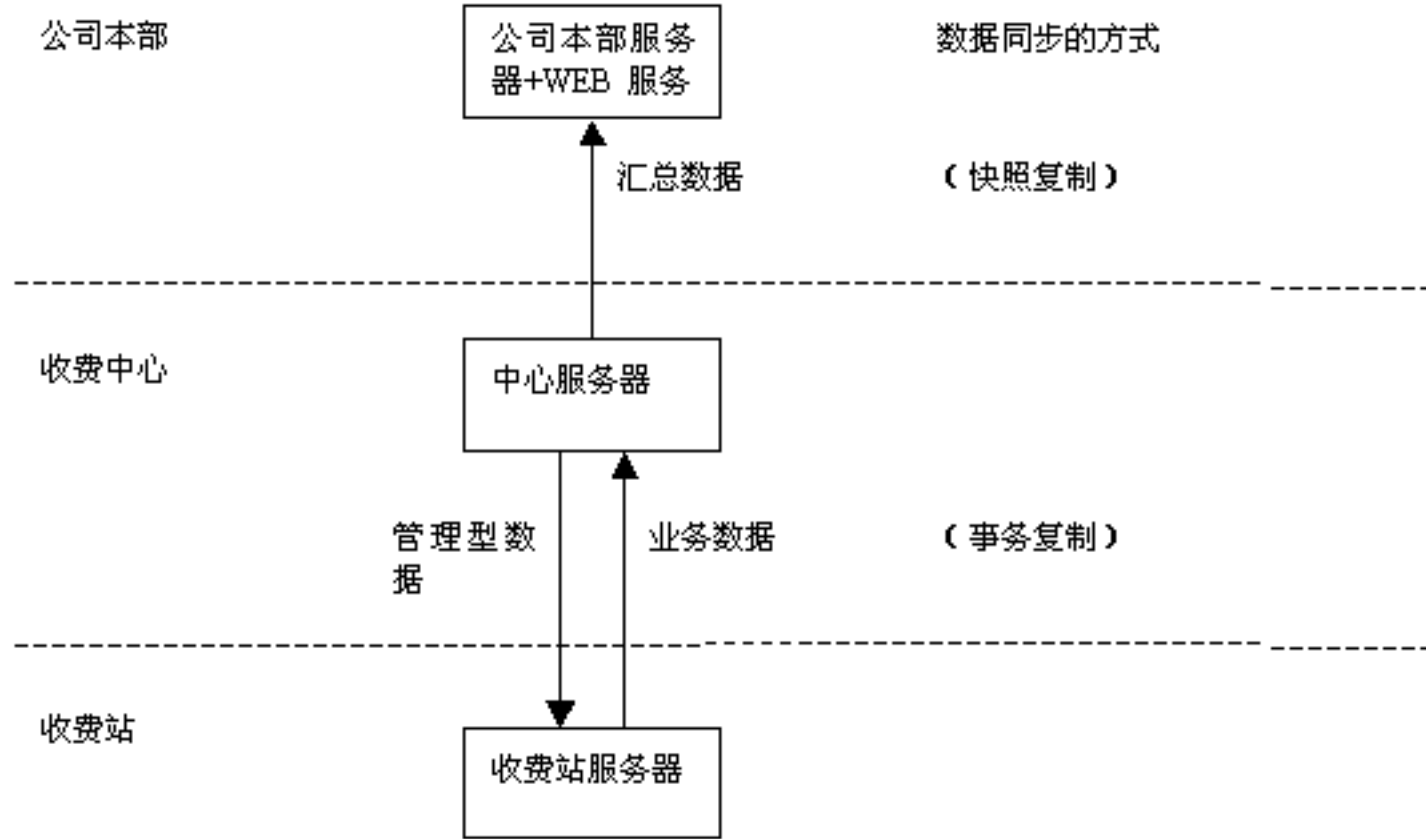 公司本部
公司本部服务
器+WEB 服务
数据同步的方式
汇总数据
(快照复制)
收费中心
中心服务器
管理型数
据
业务数据
(事务复制)
收费站
收费站服务器